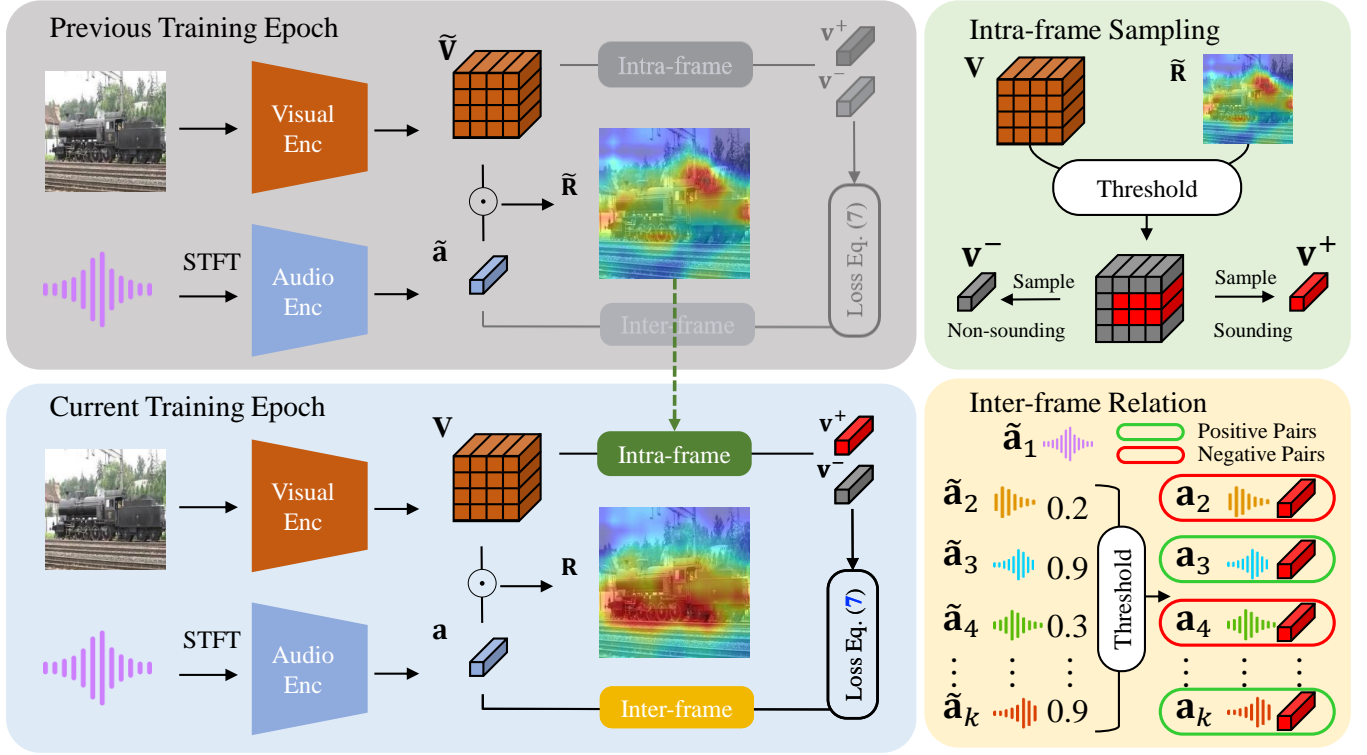 Previous Training Epoch
Visual
Enc
Ṽ
Intra-frame
v⁺
v⁻
R̃
STFT
Audio
Enc
ã
Inter-frame
Loss Eq. (7)
Intra-frame Sampling
V
R̃
Threshold
v⁻
v⁺
Sample
Sample
Non-sounding
Sounding
Current Training Epoch
Visual
Enc
V
Intra-frame
v⁺
v⁻
R
STFT
Audio
Enc
a
Inter-frame
Loss Eq. (7)
Inter-frame Relation
ã₁
Positive Pairs
Negative Pairs
ã₂ 0.2
ã₃ 0.9
ã₄ 0.3
⋮ ⋮ ⋮
ãₖ 0.9
Threshold
a₂
a₃
a₄
⋮ ⋮ ⋮
aₖ